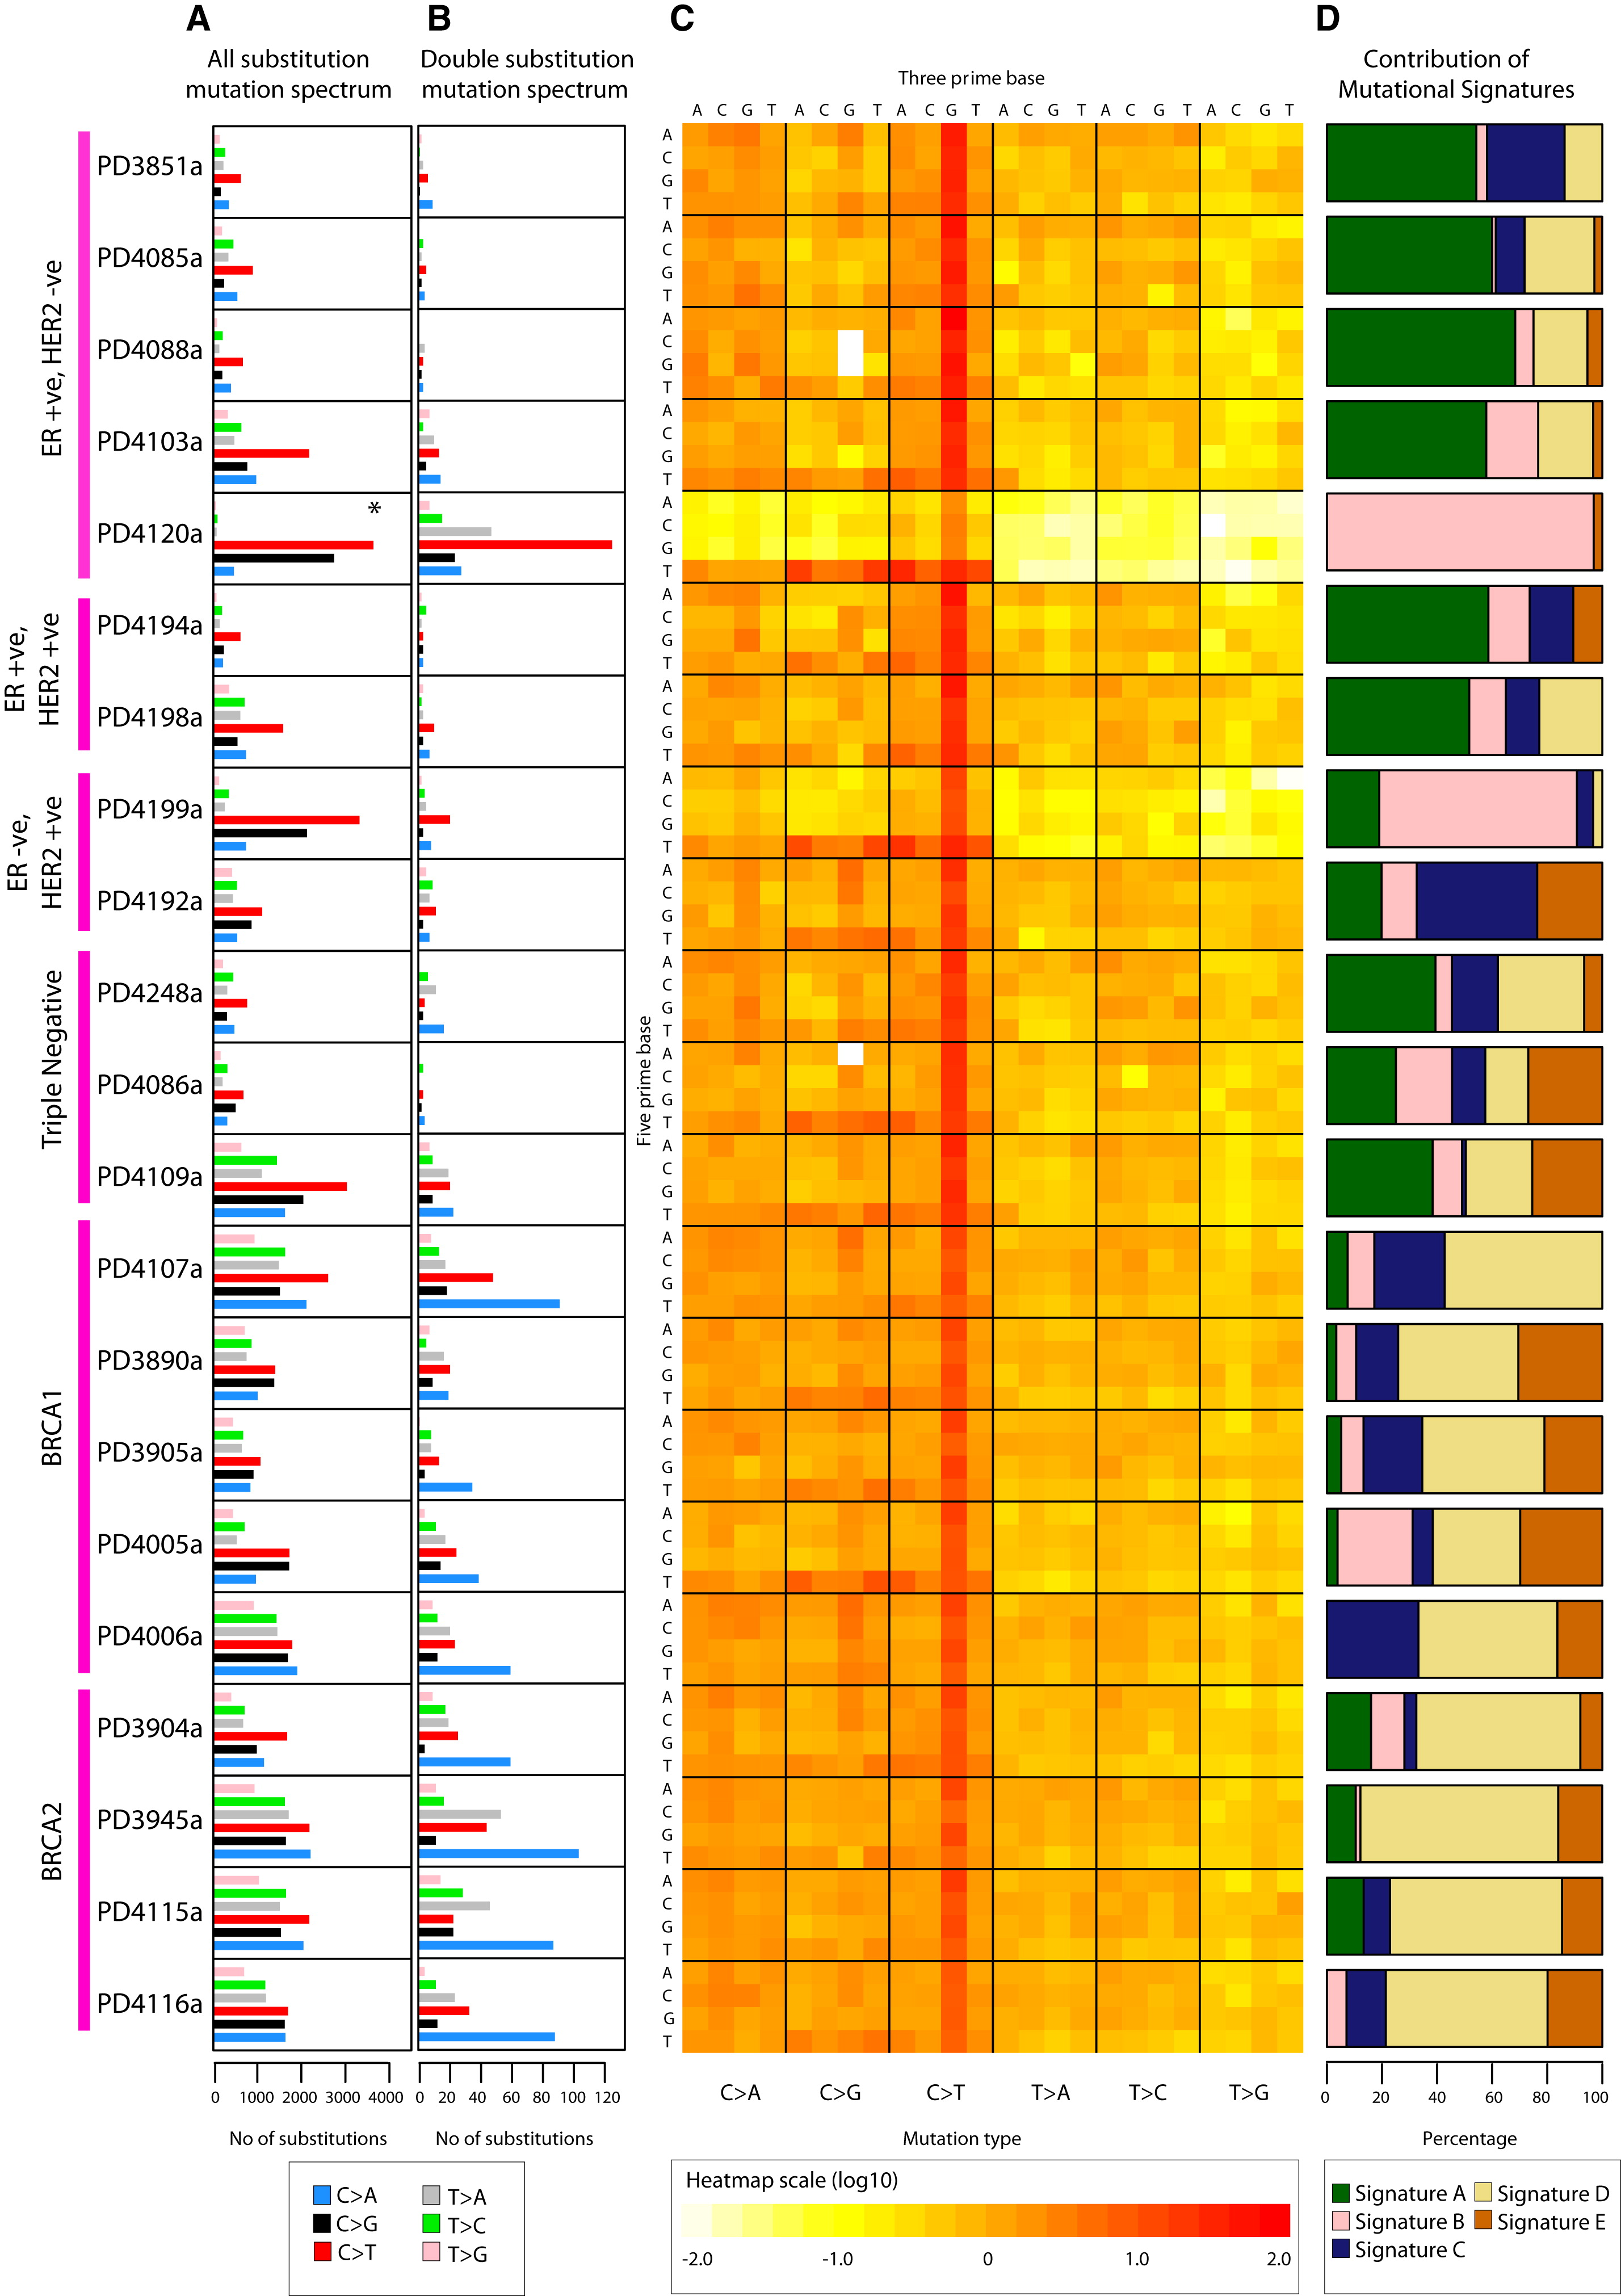 A
B
C
D
All substitution
mutation spectrum
Double substitution
mutation spectrum
Three prime base
Contribution of
Mutational Signatures
A C G T A C G T A C G T A C G T A C G T A C G T
ER +ve, HER2 -ve
PD3851a
A
C
G
T
PD4085a
A
C
G
T
PD4088a
A
C
G
T
PD4103a
A
C
G
T
PD4120a
*
A
C
G
T
ER +ve,
HER2 +ve
PD4194a
A
C
G
T
PD4198a
A
C
G
T
ER -ve,
HER2 +ve
PD4199a
A
C
G
T
PD4192a
A
C
G
T
Triple Negative
PD4248a
A
C
G
T
Five prime base
PD4086a
A
C
G
T
PD4109a
A
C
G
T
BRCA1
PD4107a
A
C
G
T
PD3890a
A
C
G
T
PD3905a
A
C
G
T
PD4005a
A
C
G
T
PD4006a
A
C
G
T
BRCA2
PD3904a
A
C
G
T
PD3945a
A
C
G
T
PD4115a
A
C
G
T
PD4116a
A
C
G
T
0 1000 2000 3000 4000
0 20 40 60 80 100 120
C>A C>G C>T T>A T>C T>G
0 20 40 60 80 100
No of substitutions
No of substitutions
Mutation type
Percentage
C>A
T>A
C>G
T>C
C>T
T>G
Heatmap scale (log10)
-2.0 -1.0 0 1.0 2.0
Signature A
Signature D
Signature B
Signature E
Signature C